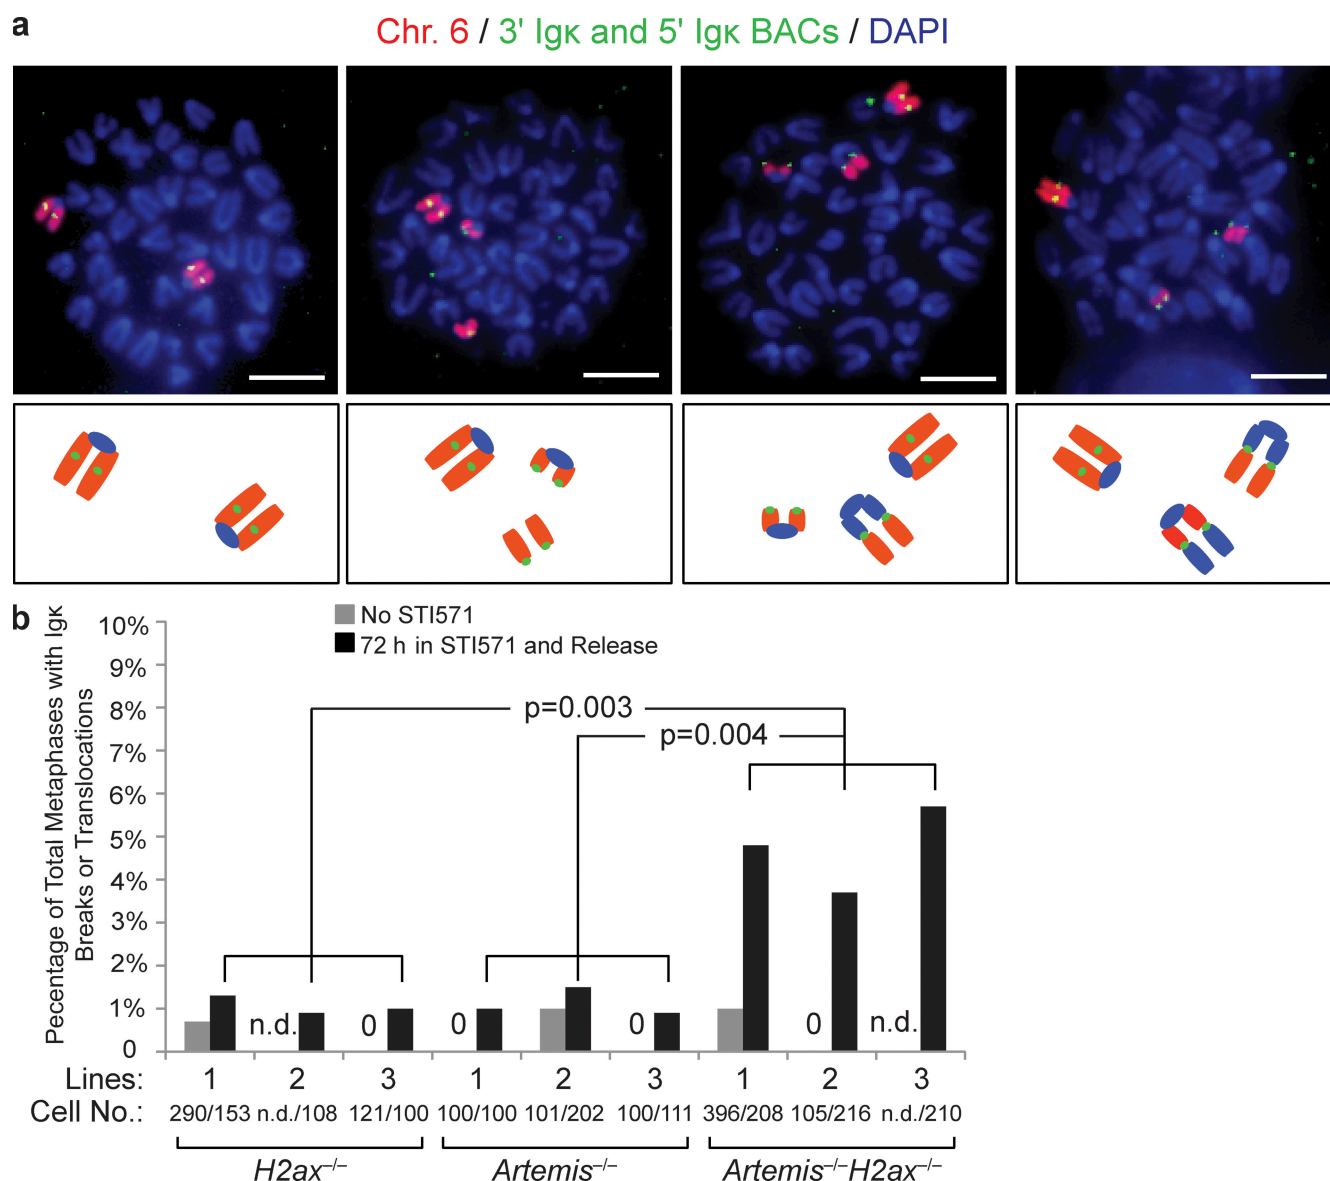 a
Chr. 6 / 3' Igκ and 5' Igκ BACs / DAPI
b
Pecentage of Total Metaphases with Igκ
Breaks or Translocations
No STI571
72 h in STI571 and Release
10%
9%
8%
7%
6%
5%
4%
3%
2%
1%
0
p=0.003
p=0.004
n.d. 0 0 0 0 n.d.
Lines: 1 2 3 1 2 3 1 2 3
Cell No.: 290/153 n.d./108 121/100 100/100 101/202 100/111 396/208 105/216 n.d./210
H2ax–/– Artemis–/– Artemis–/–H2ax–/–